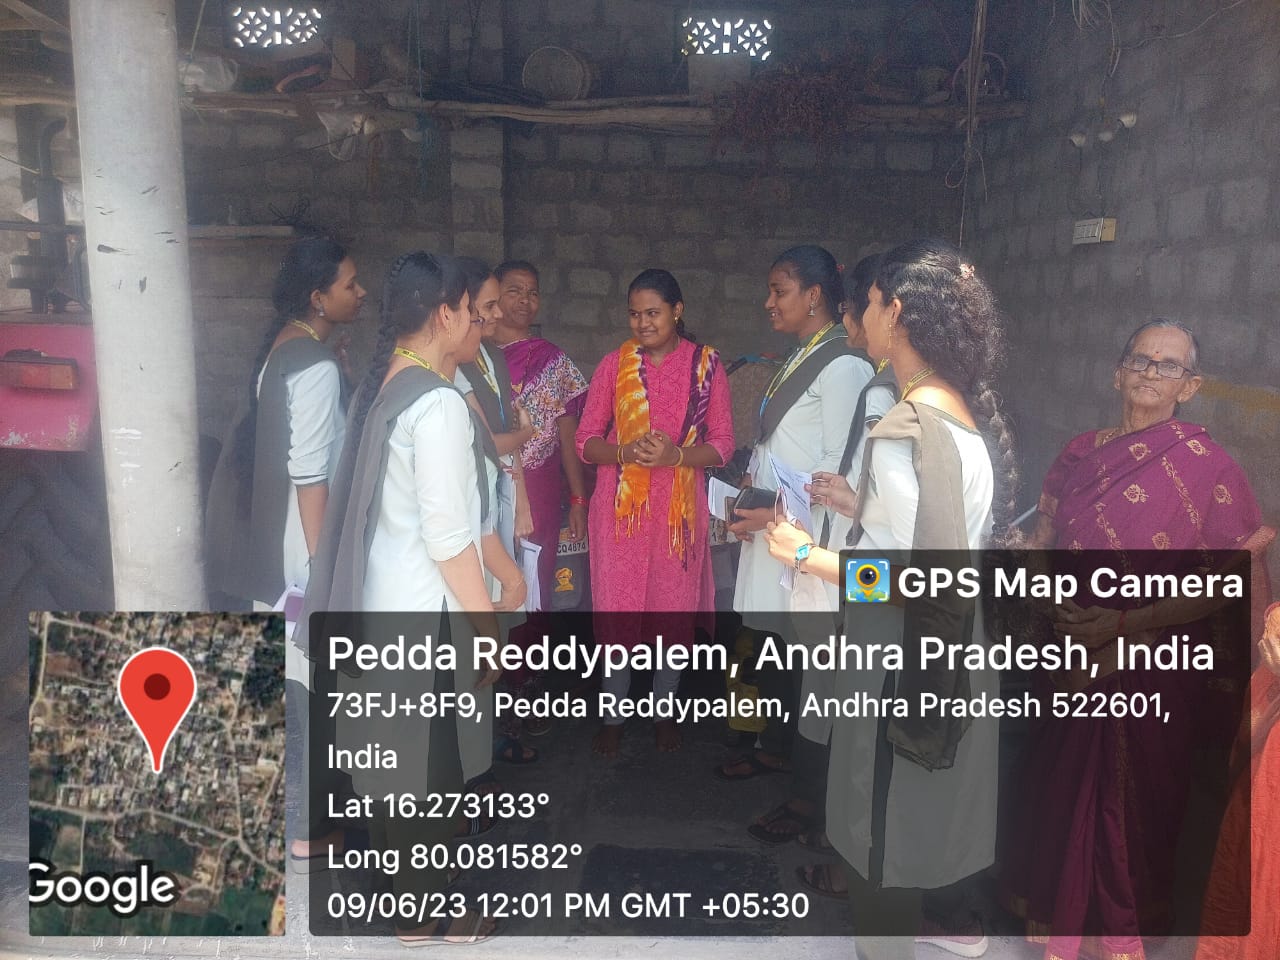 CQ4874
GPS Map Camera
Pedda Reddypalem, Andhra Pradesh, India
73FJ+8F9, Pedda Reddypalem, Andhra Pradesh 522601,
India
Lat 16.273133°
Long 80.081582°
09/06/23 12:01 PM GMT +05:30
Google